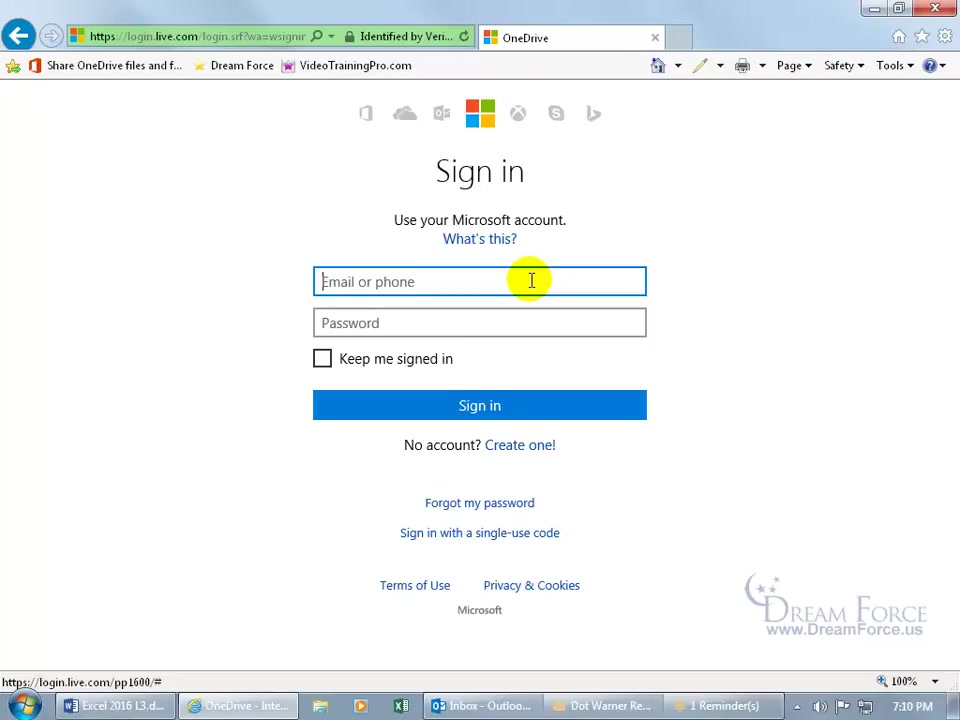 https://login.live.com/login.srf?wa=wsignir
Identified by Veri...
OneDrive
Share OneDrive files and f...
Dream Force
VideoTrainingPro.com
Page
Safety
Tools
Sign in
Use your Microsoft account.
What's this?
Email or phone
Password
Keep me signed in
Sign in
No account? Create one!
Forgot my password
Sign in with a single-use code
Terms of Use
Privacy & Cookies
Microsoft
DREAM FORCE
www.DreamForce.us
https://login.live.com/pp1600/#
100%
Excel 2016 L3.d...
OneDrive - Inte...
Inbox - Outloo...
Dot Warner Re...
1 Reminder(s)
7:10 PM